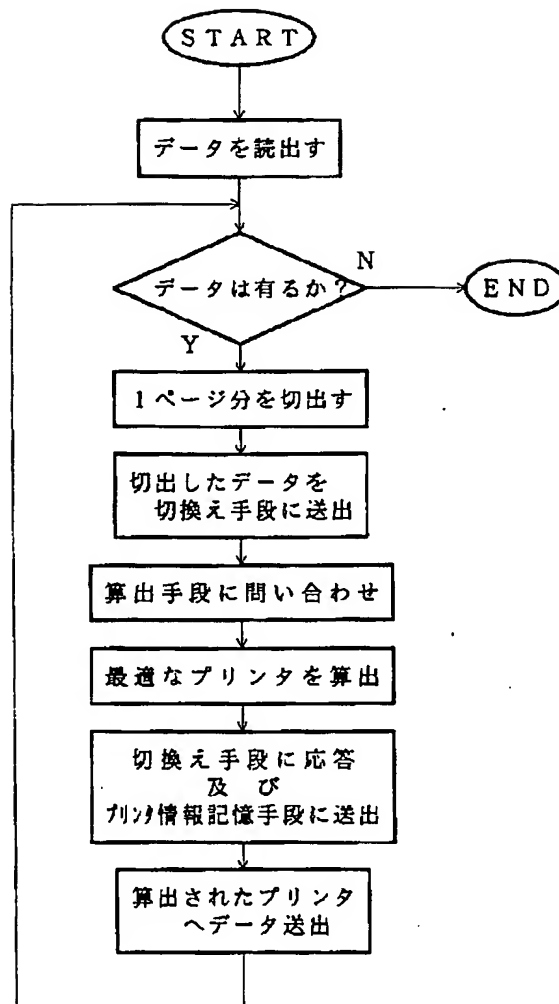 START
データを読出す
データは有るか?
N
END
Y
1ページ分を切出す
切出したデータを
切換え手段に送出
算出手段に問い合わせ
最適なプリンタを算出
切換え手段に応答
及び
プリンタ情報記憶手段に送出
算出されたプリンタ
へデータ送出